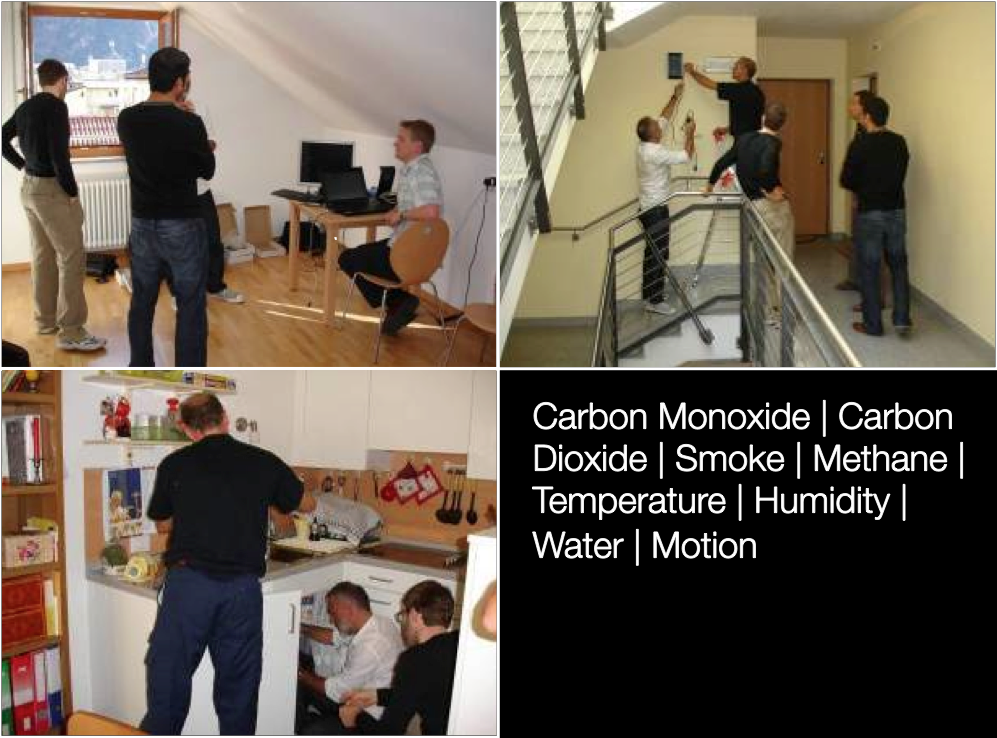 Carbon Monoxide | Carbon
Dioxide | Smoke | Methane |
Temperature | Humidity |
Water | Motion